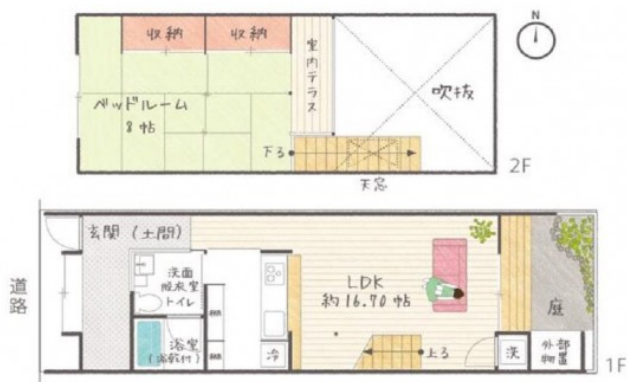 N
収納
収納
室内テラス
吹抜
ベッドルーム
8帖
下る
天窓
2F
玄関(土間)
道路
洗面
脱衣室
トイレ
LDK
約16.70帖
庭
浴室
(浴乾付)
冷
上る
洗
外部
物置
1F